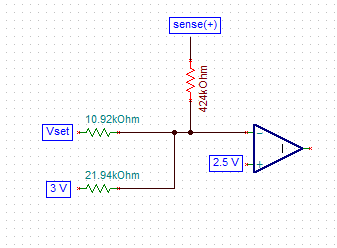 sense(+)
424kOhm
10.92kOhm
Vset
2.5 V
21.94kOhm
3 V